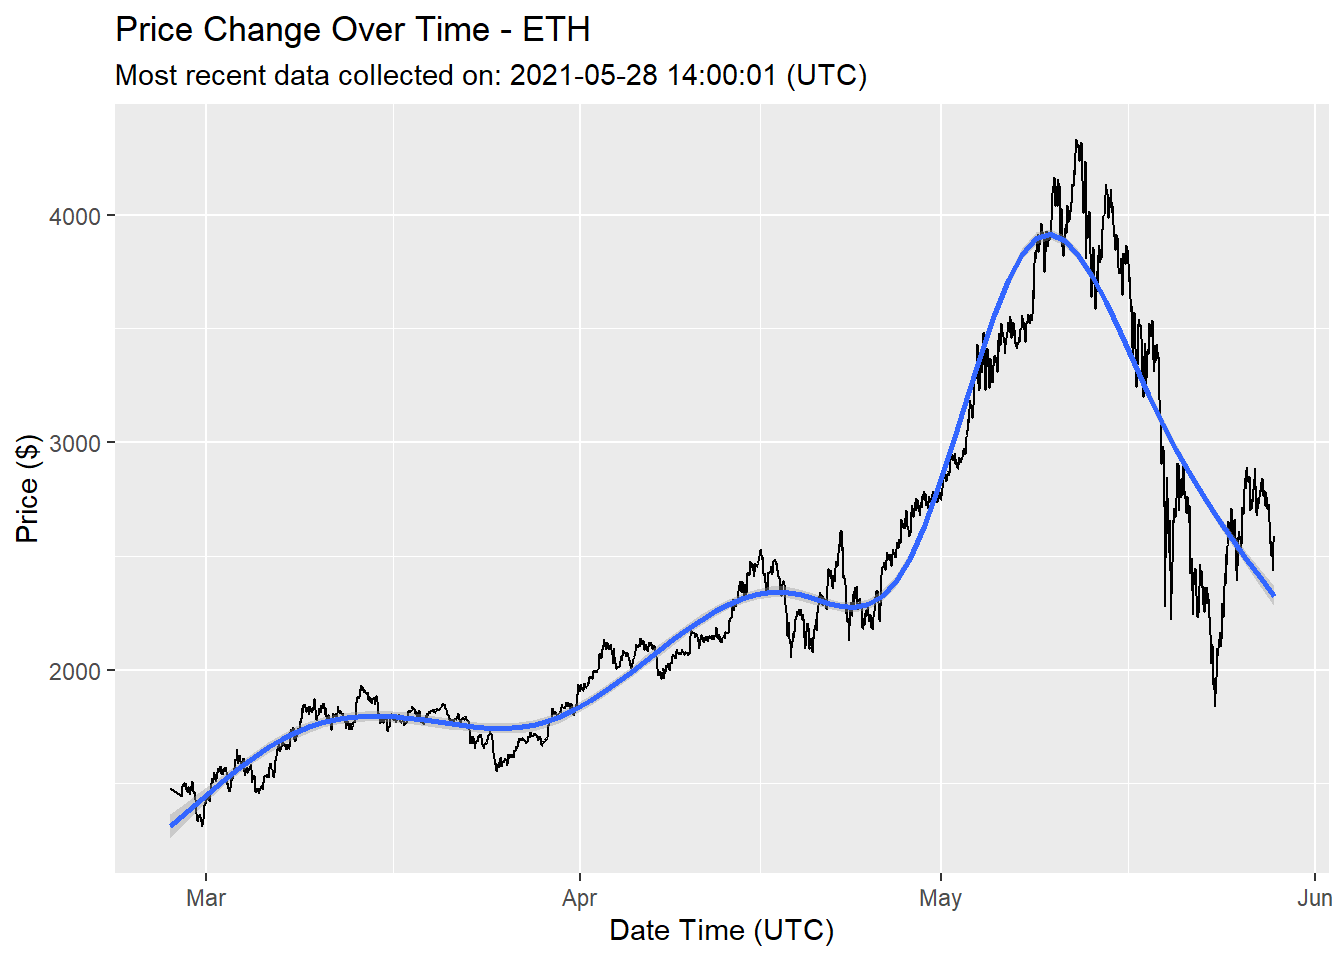 Price Change Over Time - ETH
Most recent data collected on: 2021-05-28 14:00:01 (UTC)
4000
3000
2000
Price ($)
Mar
Apr
May
Jun
Date Time (UTC)